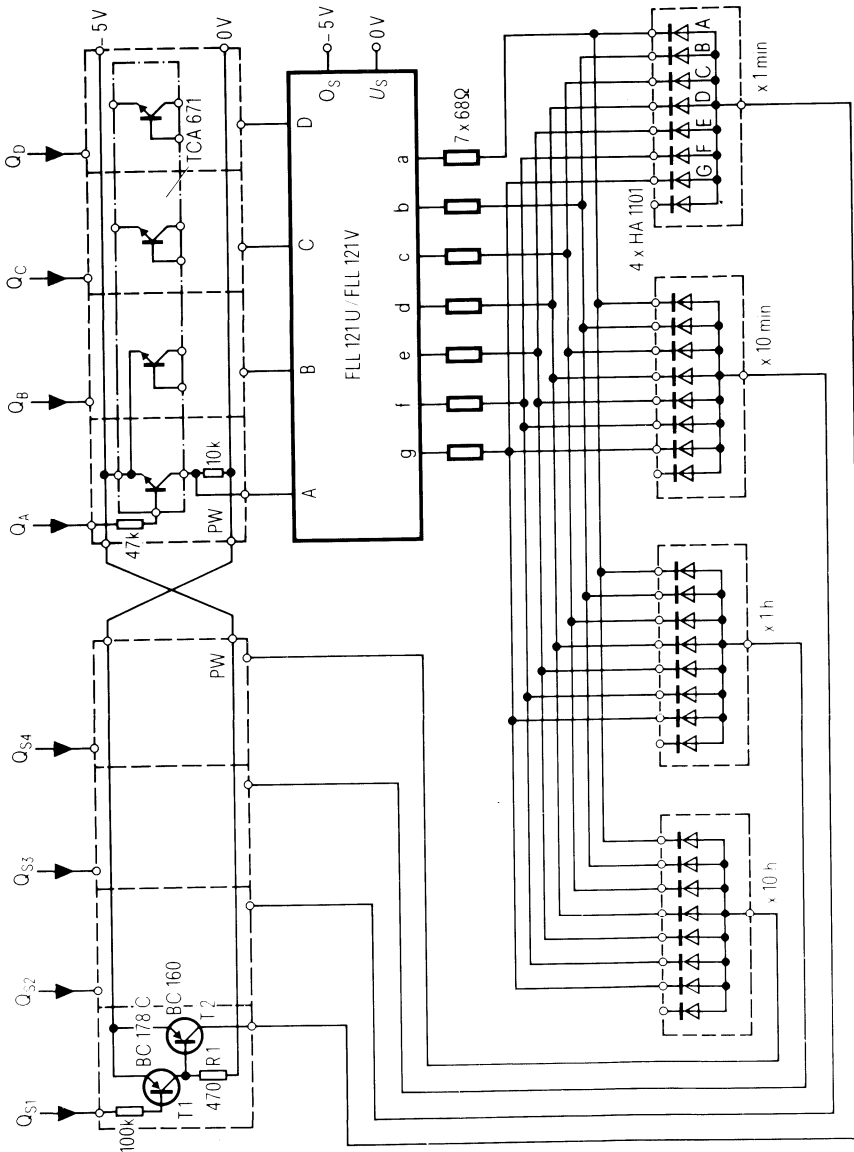 Q_S1
Q_S2
Q_S3
Q_S4
100k
BC 178 C
BC 160
T1
T2
470
R1
PW
Q_A
Q_B
Q_C
Q_D
-5V
0V
47k
10k
PW
TCA 671
A
B
C
D
FLL 121 U / FLL 121 V
O_S
-5V
U_S
0V
g
f
e
d
c
b
a
7 x 68Ω
4 x HA 1101
G
F
E
D
C
B
A
x 10 h
x 1 h
x 10 min
x 1 min